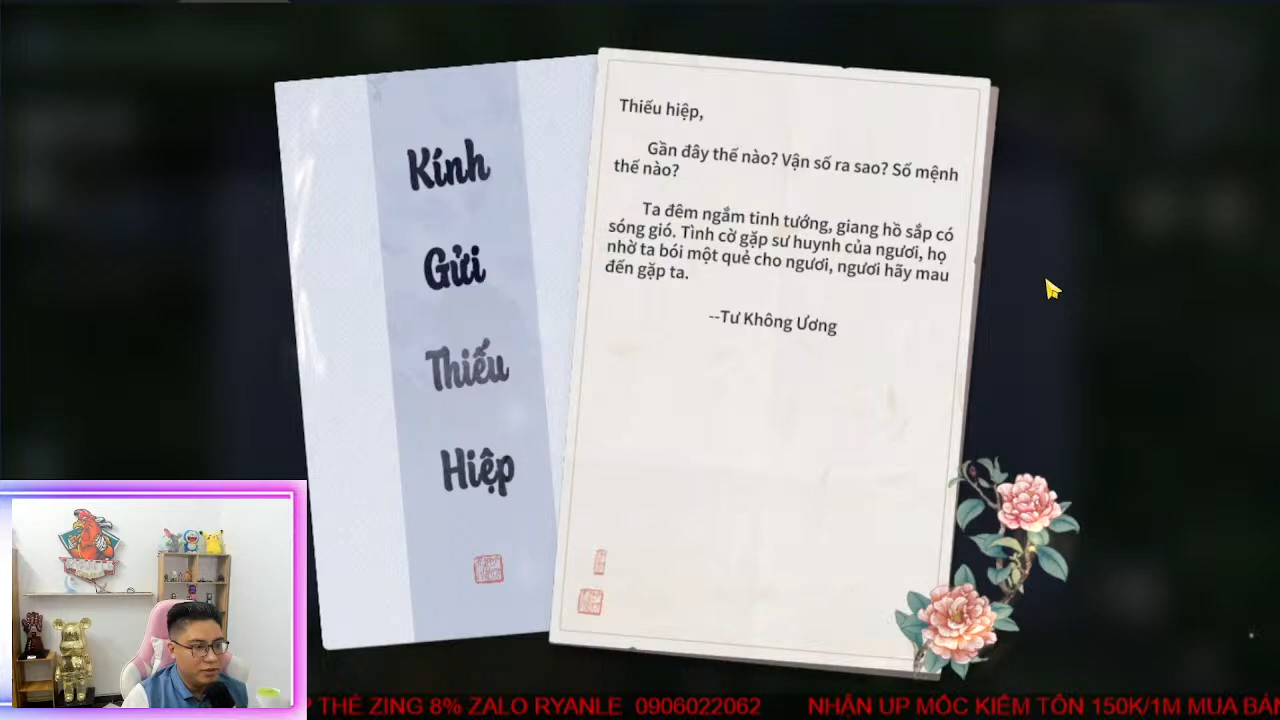 Kính
Gửi
Thiếu
Hiệp
Thiếu hiệp,
Gần đây thế nào? Vận số ra sao? Số mệnh
thế nào?
Ta đêm ngắm tinh tướng, giang hồ sắp có
sóng gió. Tình cờ gặp sư huynh của ngươi, họ
nhờ ta bói một quẻ cho ngươi, ngươi hãy mau
đến gặp ta.
--Tư Không Ương
THẺ ZING 8% ZALO RYANLE 0906022062 NHẬN UP MỐC KIẾM TÔN 150K/1M MUA